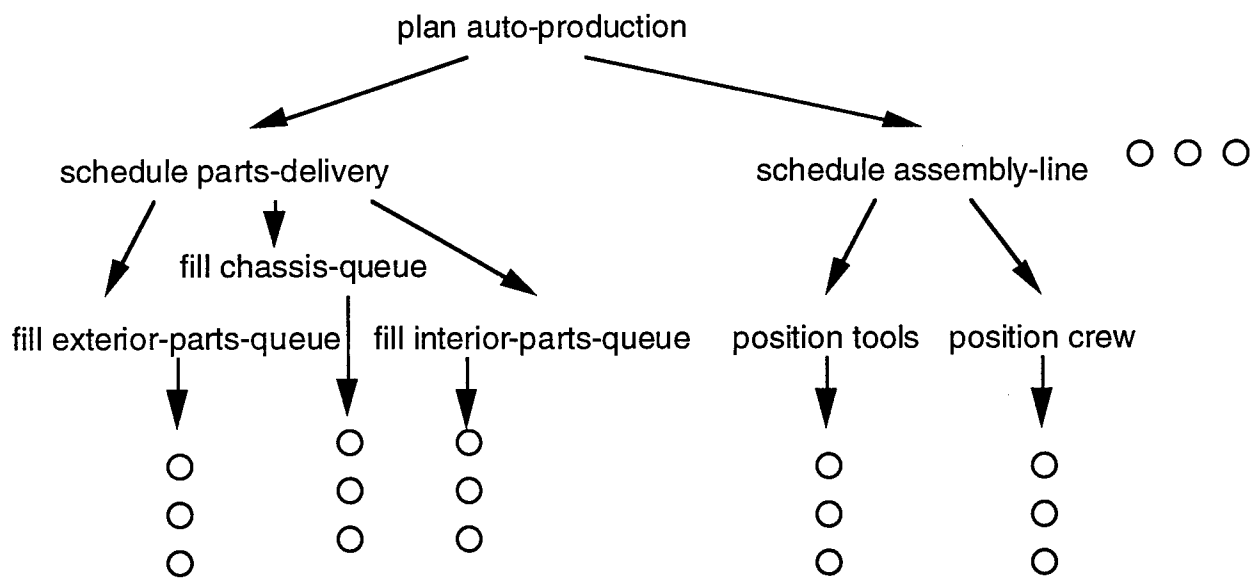 plan auto-production
schedule parts-delivery
schedule assembly-line
fill chassis-queue
fill exterior-parts-queue
fill interior-parts-queue
position tools
position crew